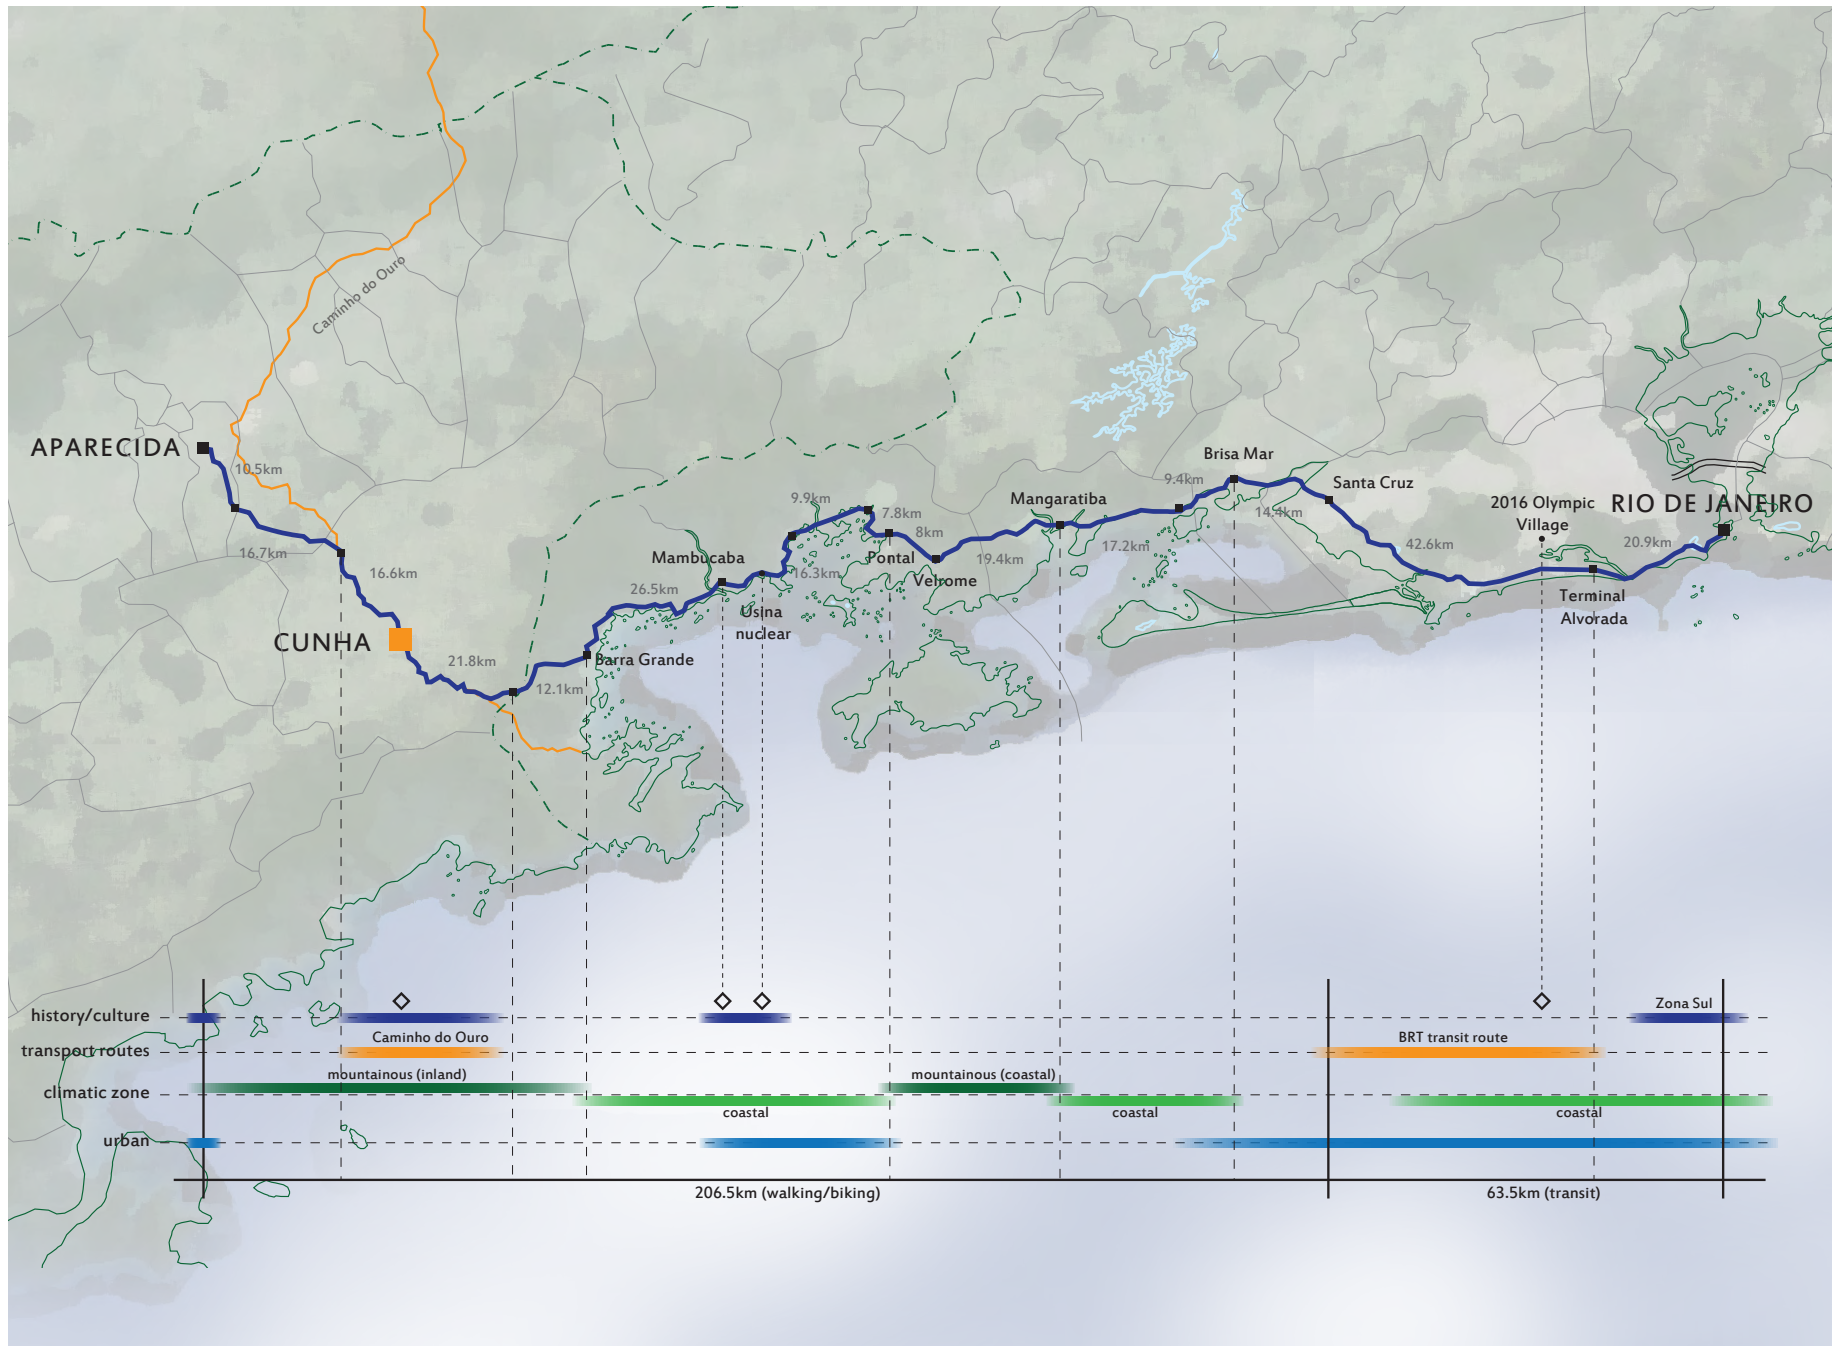 Caminho do Ouro
APARECIDA
10.5km
16.7km
16.6km
CUNHA
21.8km
12.1km
Barra Grande
26.5km
Mambucaba
Usina
nuclear
16.3km
9.9km
7.8km
Pontal
8km
Velrome
19.4km
Mangaratiba
17.2km
9.4km
Brisa Mar
14.4km
Santa Cruz
42.6km
2016 Olympic
Village
RIO DE JANEIRO
20.9km
Terminal
Alvorada
history/culture
Zona Sul
transport routes
Caminho do Ouro
BRT transit route
climatic zone
mountainous (inland)
coastal
mountainous (coastal)
coastal
coastal
urban
206.5km (walking/biking)
63.5km (transit)